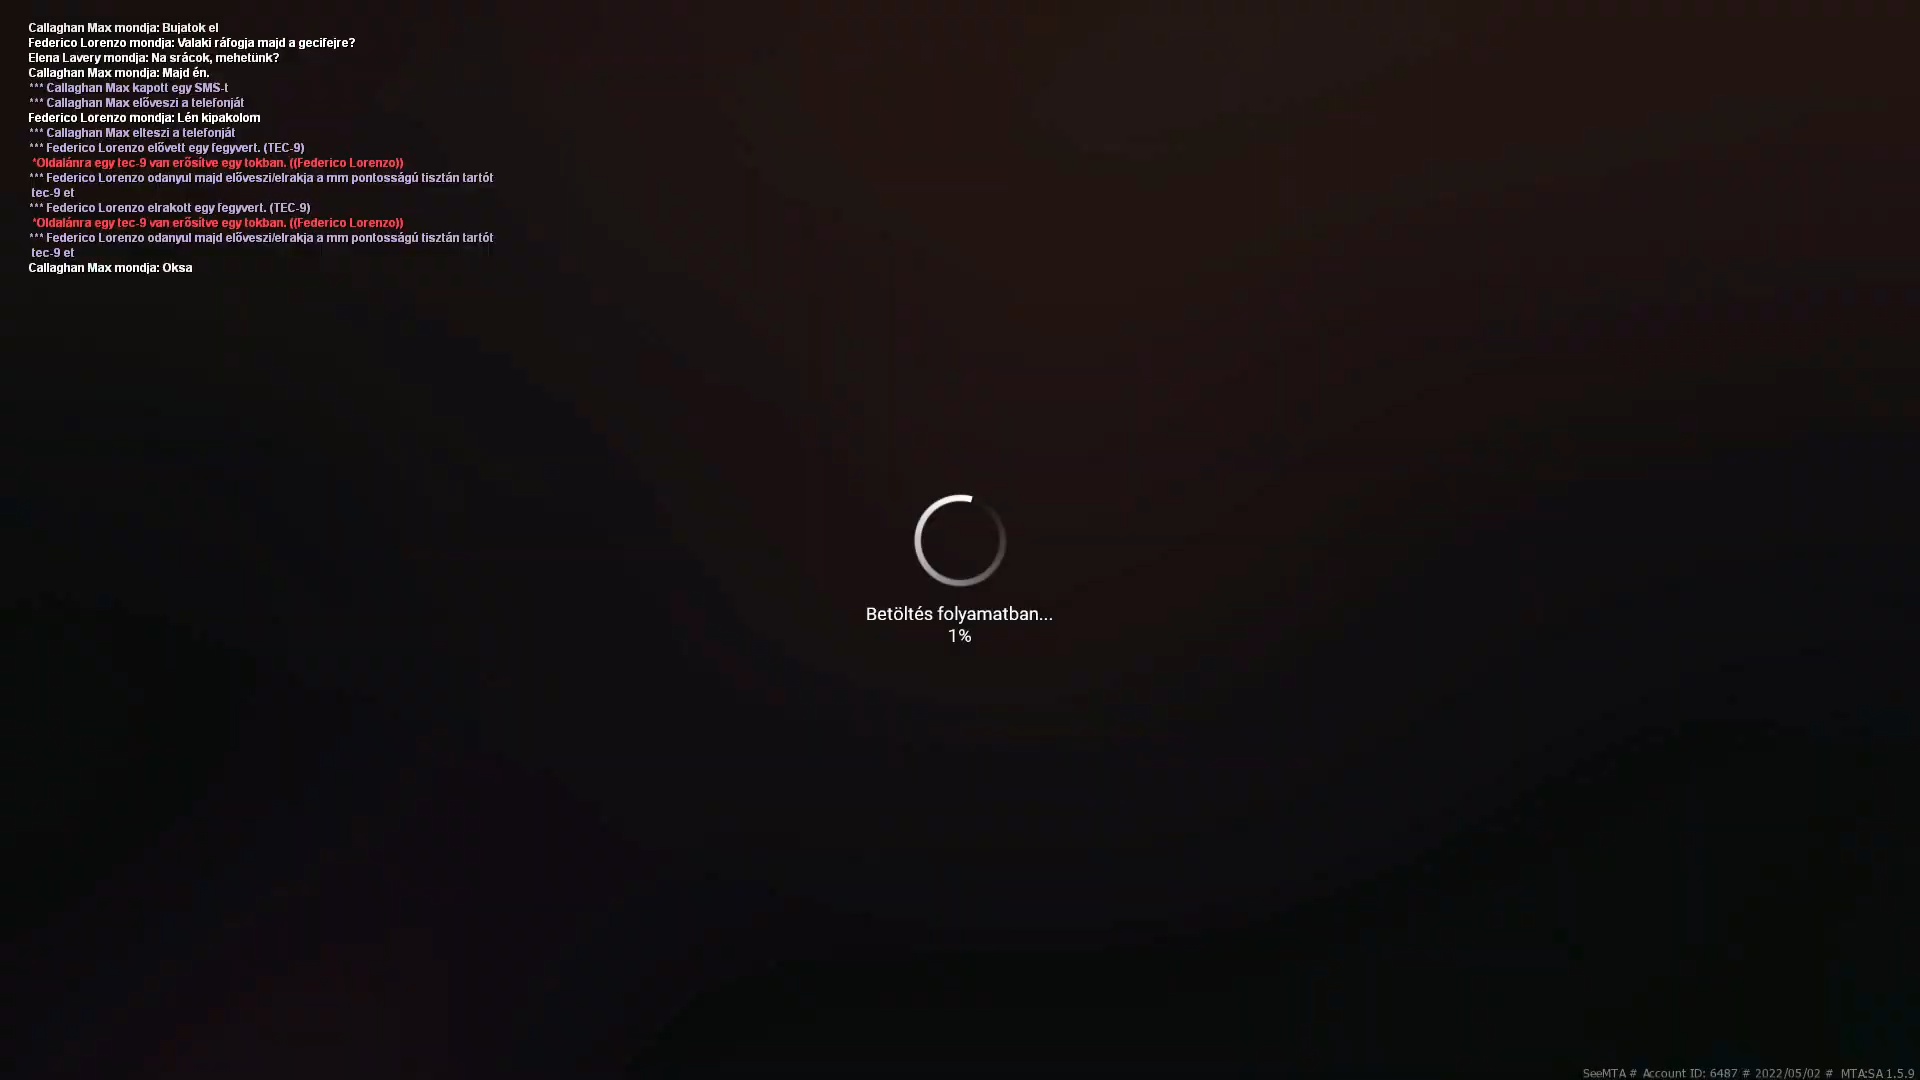 Callaghan Max mondja: Bujatok el
Federico Lorenzo mondja: Valaki ráfogja majd a gecifejre?
Elena Lavery mondja: Na srácok, mehetünk?
Callaghan Max mondja: Majd én.
*** Callaghan Max kapott egy SMS-t
*** Callaghan Max előveszi a telefonját
Federico Lorenzo mondja: Lén kipakolom
*** Callaghan Max elteszi a telefonját
*** Federico Lorenzo elővett egy fegyvert. (TEC-9)
*Oldalánra egy tec-9 van erősítve egy tokban. ((Federico Lorenzo))
*** Federico Lorenzo odanyul majd előveszi/elrakja a mm pontosságú tisztán tartót
tec-9 et
*** Federico Lorenzo elrakott egy fegyvert. (TEC-9)
*Oldalánra egy tec-9 van erősítve egy tokban. ((Federico Lorenzo))
*** Federico Lorenzo odanyul majd előveszi/elrakja a mm pontosságú tisztán tartót
tec-9 et
Callaghan Max mondja: Oksa
Betöltés folyamatban...
1%
SeeMTA # Account ID: 6487 # 2022/05/02 # MTA:SA 1.5.9